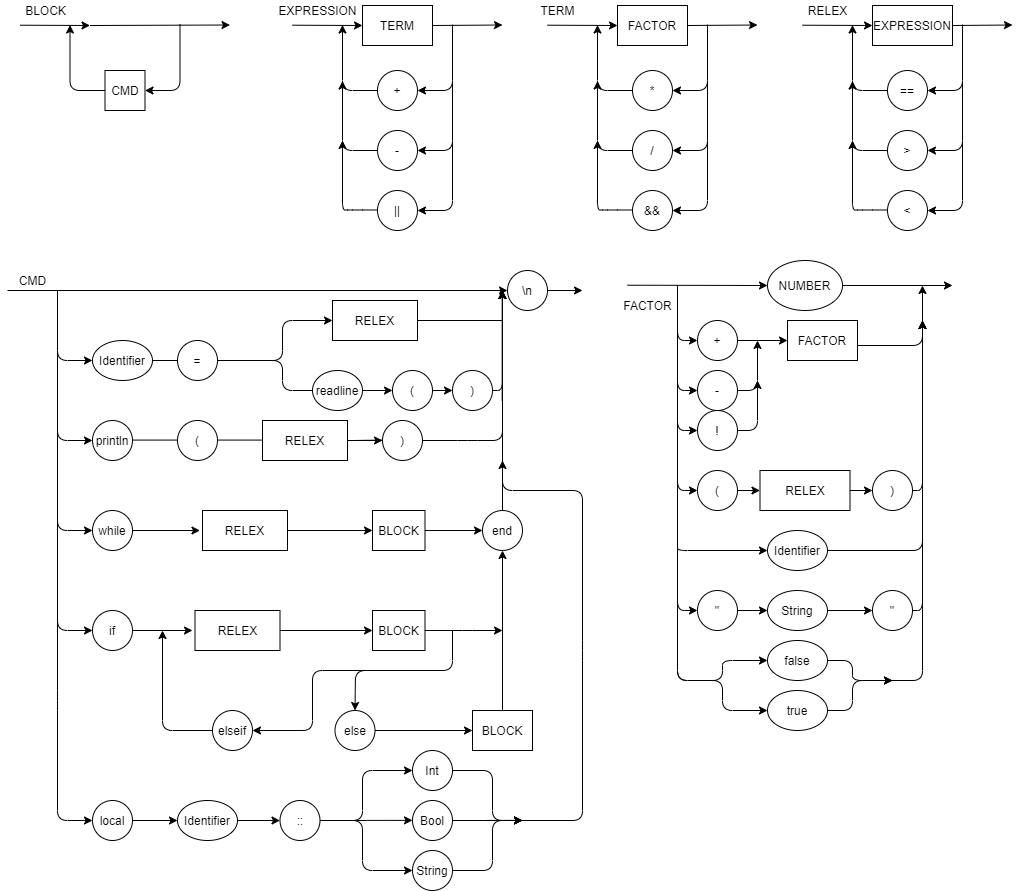 BLOCK
CMD
EXPRESSION
TERM
+
-
||
TERM
FACTOR
*
/
&&
RELEX
EXPRESSION
==
>
<
CMD
\n
Identifier
=
RELEX
readline
(
)
println
(
RELEX
)
while
RELEX
BLOCK
end
if
RELEX
BLOCK
elseif
else
BLOCK
local
Identifier
::
Int
Bool
String
FACTOR
NUMBER
+
-
!
FACTOR
(
RELEX
)
Identifier
"
String
"
false
true